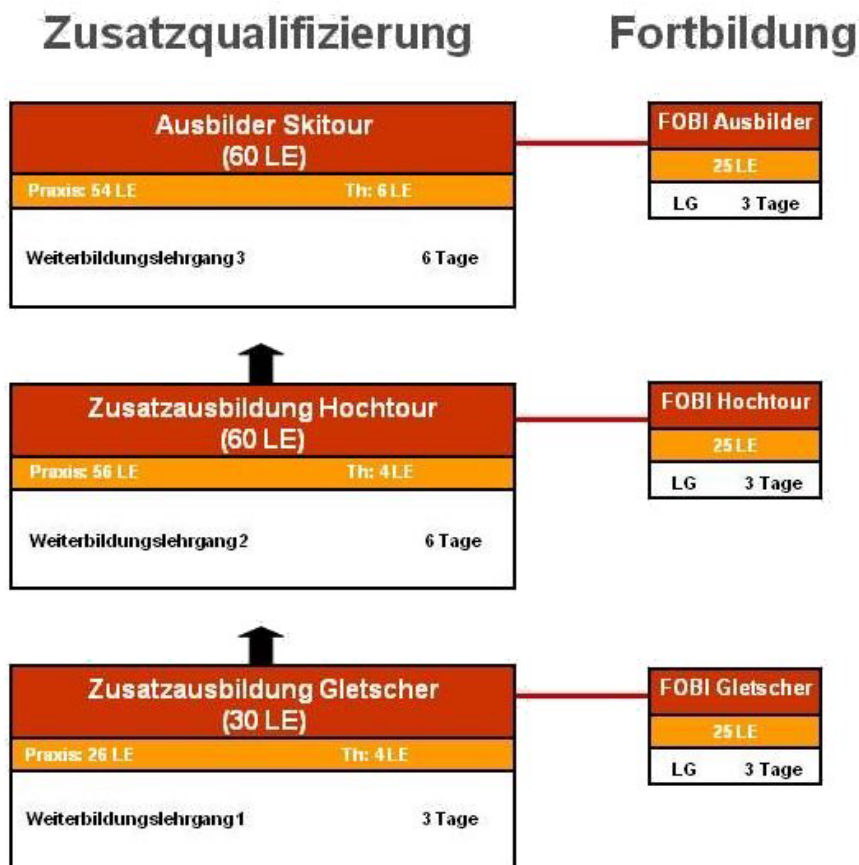 Zusatzqualifizierung
Fortbildung
Ausbilder Skitour
(60 LE)
Praxis: 54 LE Th: 6 LE
Weiterbildungslehrgang 3 6 Tage
FOBI Ausbilder
25 LE
LG 3 Tage
Zusatzausbildung Hochtour
(60 LE)
Praxis: 56 LE Th: 4 LE
Weiterbildungslehrgang 2 6 Tage
FOBI Hochtour
25 LE
LG 3 Tage
Zusatzausbildung Gletscher
(30 LE)
Praxis: 26 LE Th: 4 LE
Weiterbildungslehrgang 1 3 Tage
FOBI Gletscher
25 LE
LG 3 Tage